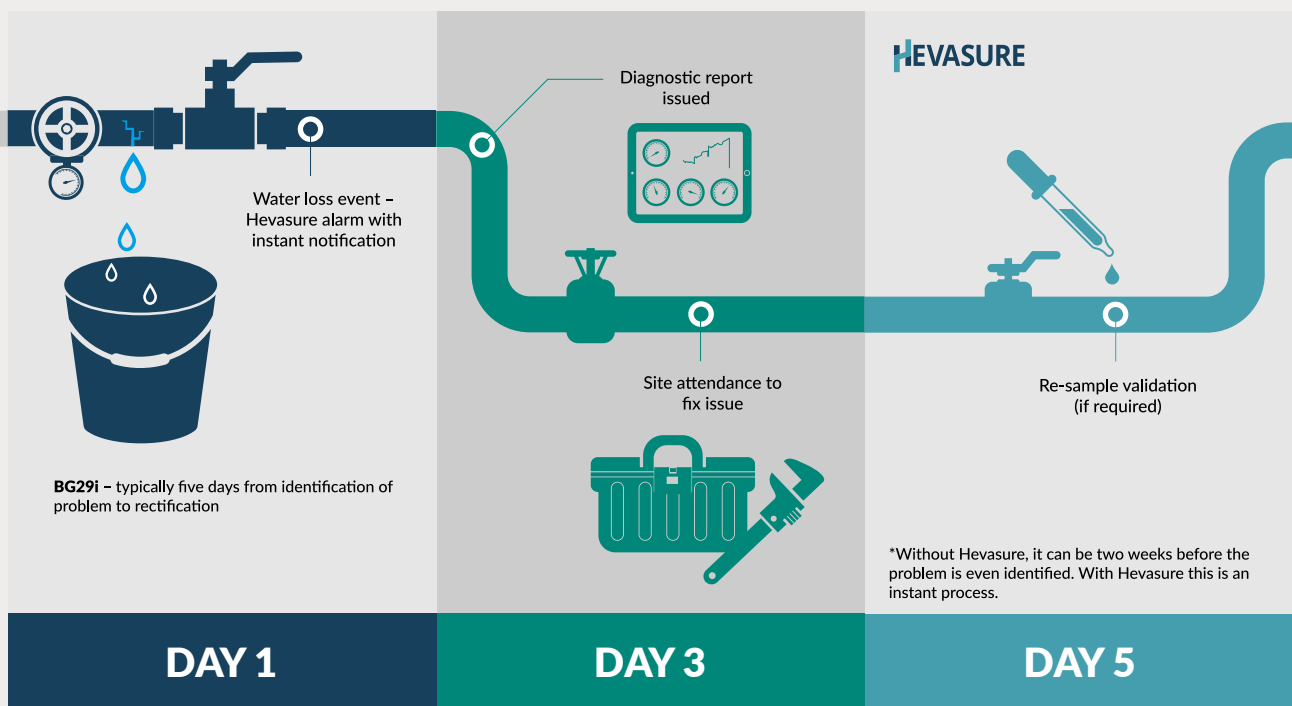 HEVASURE
Diagnostic report
issued
Water loss event –
Hevasure alarm with
instant notification
BG29i – typically five days from identification of
problem to rectification
Site attendance to
fix issue
Re-sample validation
(if required)
*Without Hevasure, it can be two weeks before the
problem is even identified. With Hevasure this is an
instant process.
DAY 1
DAY 3
DAY 5